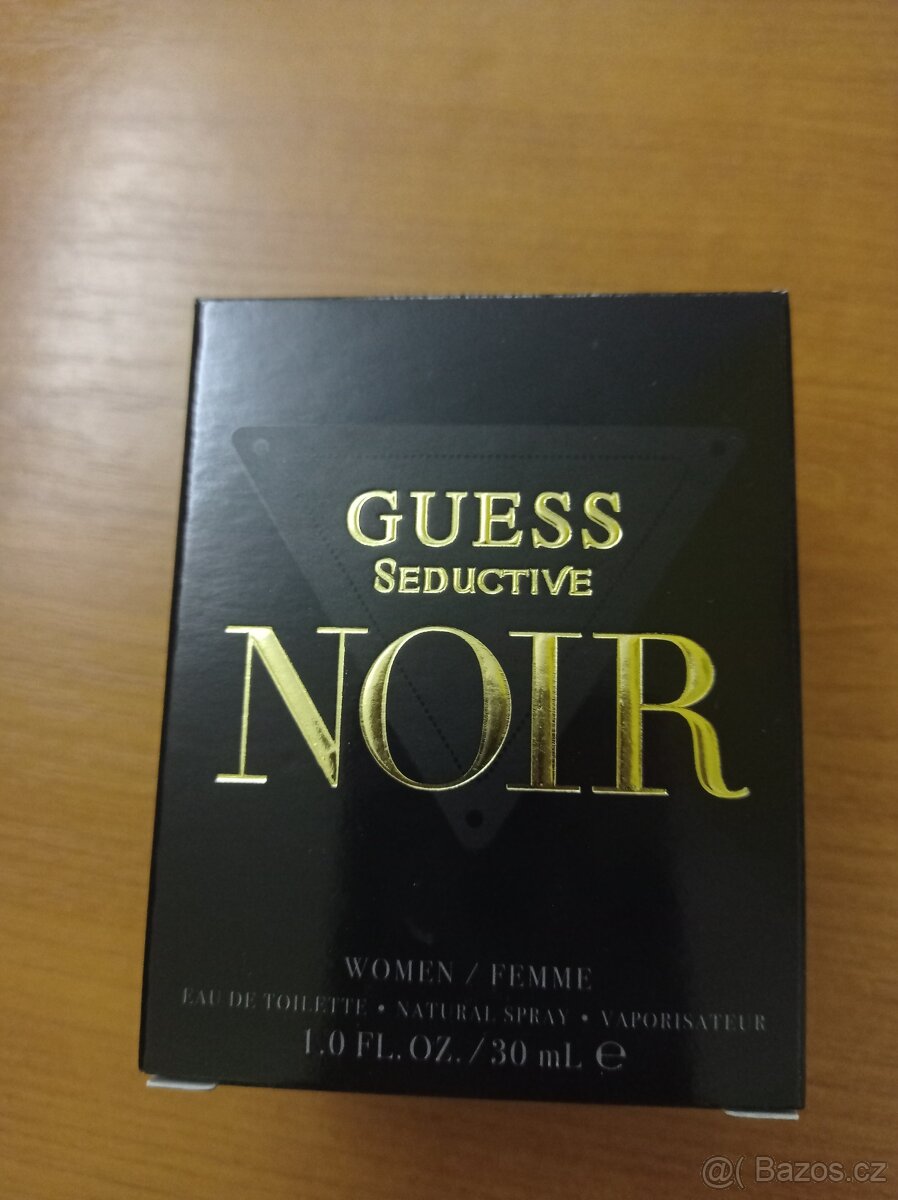 GUESS
SEDUCTIVE
NOIR
WOMEN / FEMME
EAU DE TOILETTE • NATURAL SPRAY • VAPORISATEUR
1.0 FL. OZ. / 30 mL ℮
@( Bazos.cz